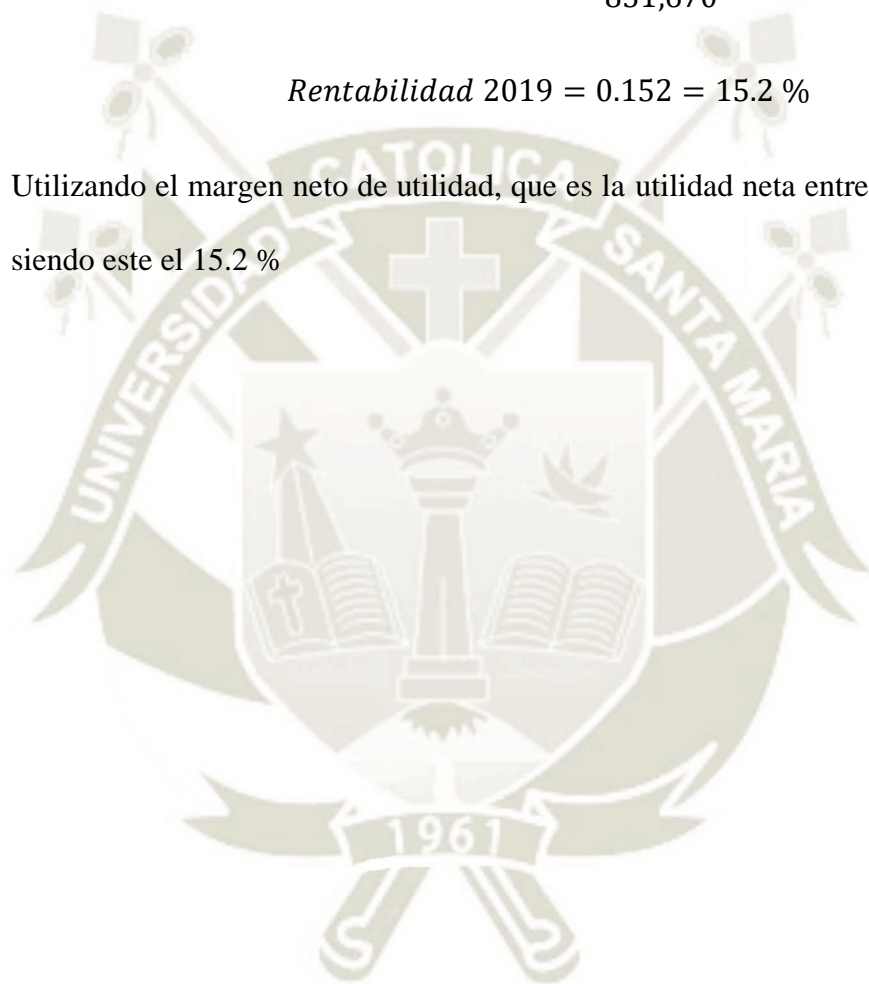 Rentabilidad 2019 = 0.152 = 15.2 %
Utilizando el margen neto de utilidad, que es la utilidad neta entre
siendo este el 15.2 %
UNIVERSIDAD CATOLICA SANTA MARIA
1961